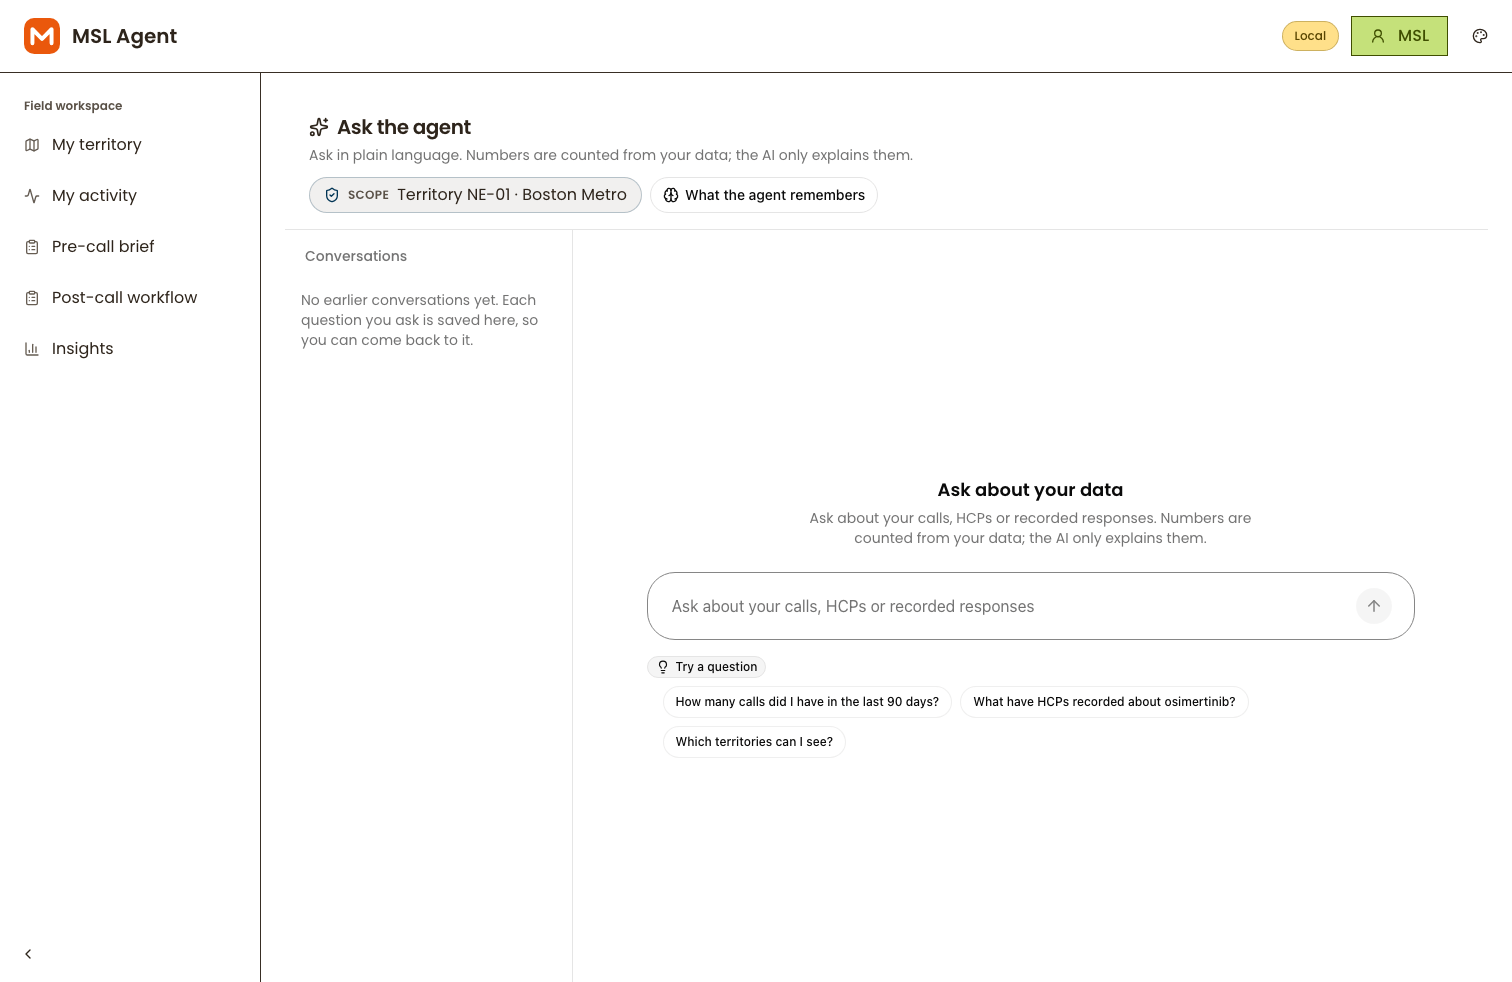 MSL Agent
Local
MSL
Field workspace
My territory
My activity
Pre-call brief
Post-call workflow
Insights
Ask the agent
Ask in plain language. Numbers are counted from your data; the AI only explains them.
SCOPE Territory NE-01 · Boston Metro
What the agent remembers
Conversations
No earlier conversations yet. Each
question you ask is saved here, so
you can come back to it.
Ask about your data
Ask about your calls, HCPs or recorded responses. Numbers are
counted from your data; the AI only explains them.
Ask about your calls, HCPs or recorded responses
Try a question
How many calls did I have in the last 90 days?
What have HCPs recorded about osimertinib?
Which territories can I see?